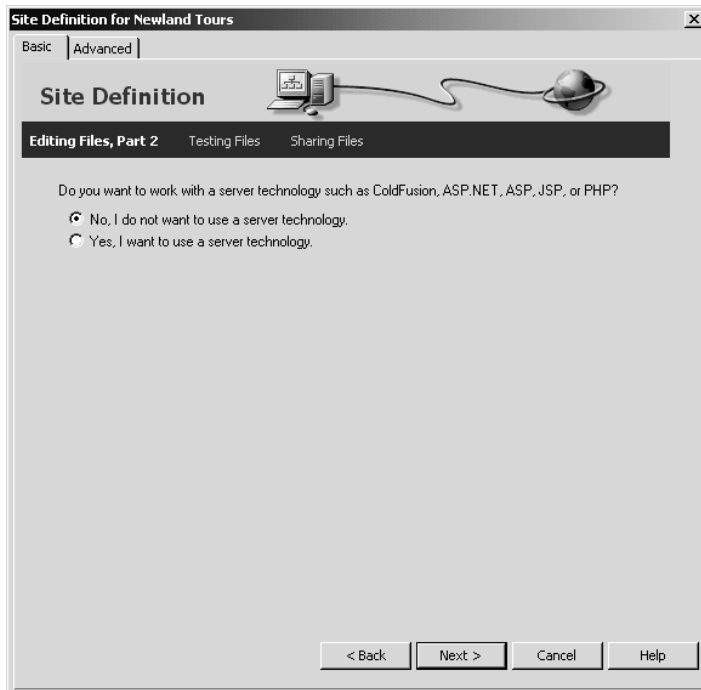 Site Definition for Newland Tours
Basic Advanced
Site Definition
Editing Files, Part 2 Testing Files Sharing Files
Do you want to work with a server technology such as ColdFusion, ASP.NET, ASP, JSP, or PHP?
No, I do not want to use a server technology.
Yes, I want to use a server technology.
< Back Next > Cancel Help